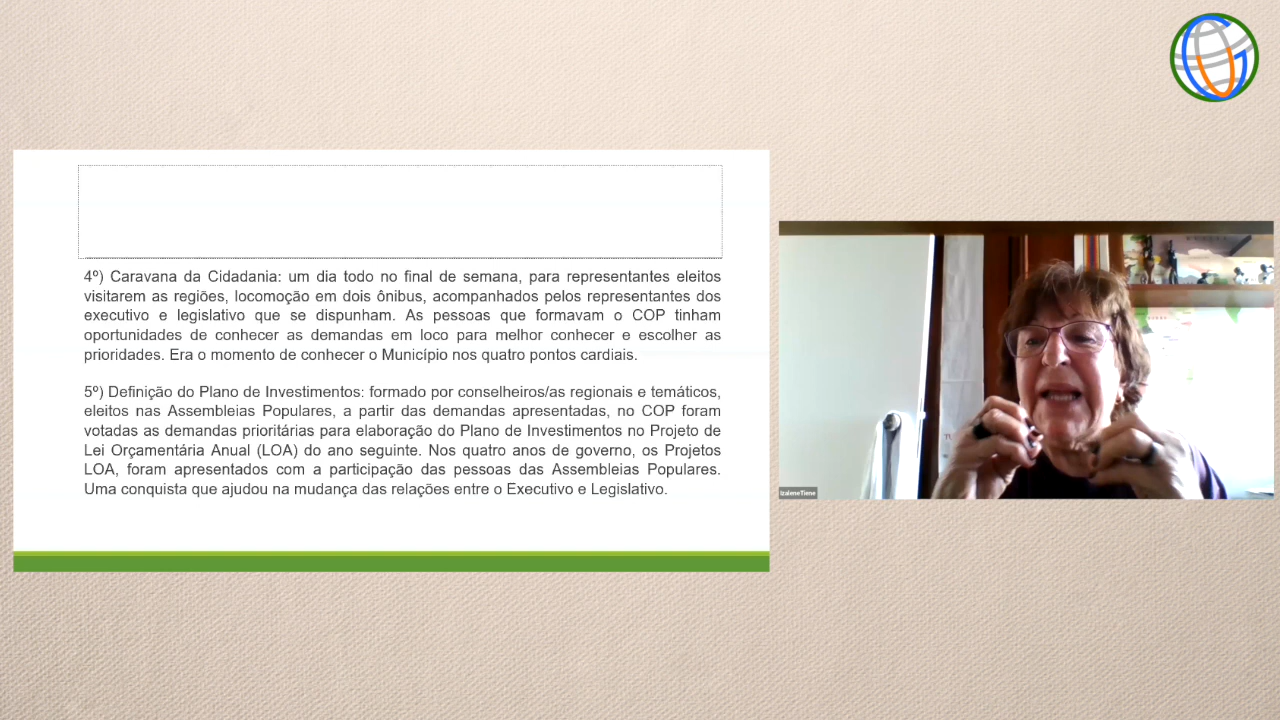 4º) Caravana da Cidadania: um dia todo no final de semana, para representantes eleitos
visitarem as regiões, locomoção em dois ônibus, acompanhados pelos representantes dos
executivo e legislativo que se dispunham. As pessoas que formavam o COP tinham
oportunidades de conhecer as demandas em loco para melhor conhecer e escolher as
prioridades. Era o momento de conhecer o Município nos quatro pontos cardiais.
5º) Definição do Plano de Investimentos: formado por conselheiros/as regionais e temáticos,
eleitos nas Assembleias Populares, a partir das demandas apresentadas, no COP foram
votadas as demandas prioritárias para elaboração do Plano de Investimentos no Projeto de
Lei Orçamentária Anual (LOA) do ano seguinte. Nos quatro anos de governo, os Projetos
LOA, foram apresentados com a participação das pessoas das Assembleias Populares.
Uma conquista que ajudou na mudança das relações entre o Executivo e Legislativo.
IzaleneTiene